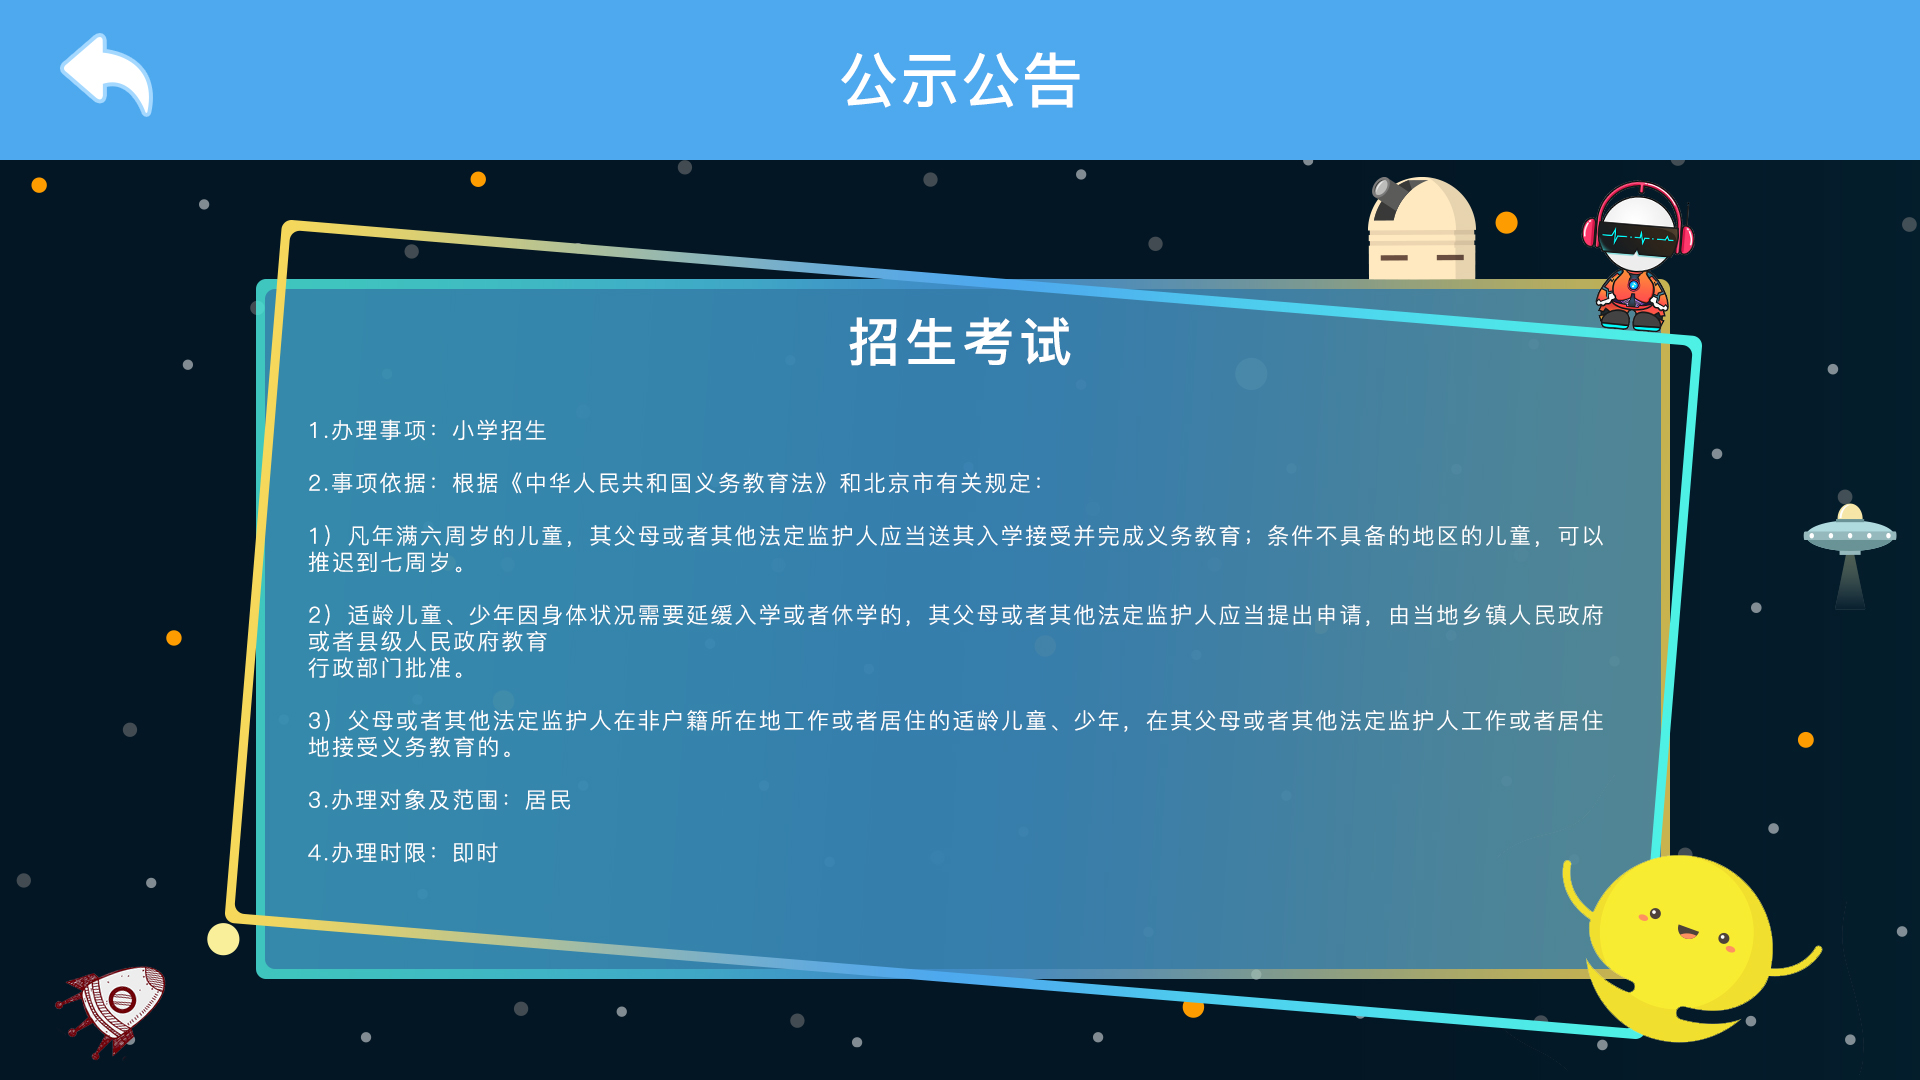 公示公告
招生考试
1.办理事项：小学招生
2.事项依据：根据《中华人民共和国义务教育法》和北京市有关规定：
1）凡年满六周岁的儿童，其父母或者其他法定监护人应当送其入学接受并完成义务教育；条件不具备的地区的儿童，可以
推迟到七周岁。
2）适龄儿童、少年因身体状况需要延缓入学或者休学的，其父母或者其他法定监护人应当提出申请，由当地乡镇人民政府
或者县级人民政府教育
行政部门批准。
3）父母或者其他法定监护人在非户籍所在地工作或者居住的适龄儿童、少年，在其父母或者其他法定监护人工作或者居住
地接受义务教育的。
3.办理对象及范围：居民
4.办理时限：即时